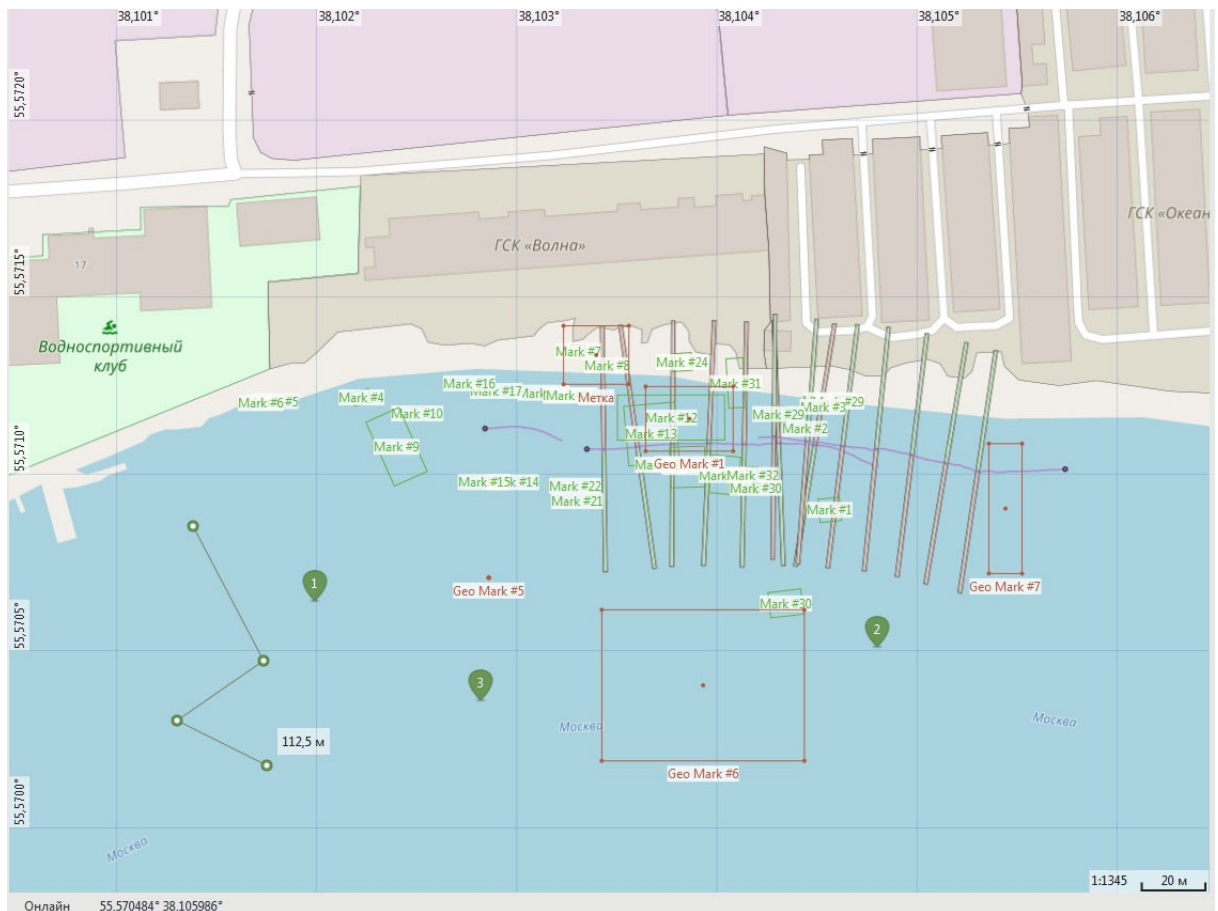 38,101°
38,102°
38,103°
38,104°
38,105°
38,106°
55,5720
ГСК «Волна»
ГСК «Океан
17
55,5715
Водноспортивный
клуб
Mark #7
Mark #8
Mark #24
Mark #31
Mark #16
Mark #17
Mark
Mark
Метка
Mark #6
#5
Mark #4
Mark #10
Mark #12
Mark #29
Mark #3
#29
Mark #2
Mark #13
Mark #9
55,5710
Geo Mark #1
Mark #32
Mark #30
Mark #15
#14
Mark #22
Mark #21
Mark #1
1
Geo Mark #5
Geo Mark #7
Mark #30
55,5705
2
3
Москва
Москва
112,5 м
Geo Mark #6
55,5700
Москва
1:1345
20 м
Онлайн 55,570484° 38,105986°